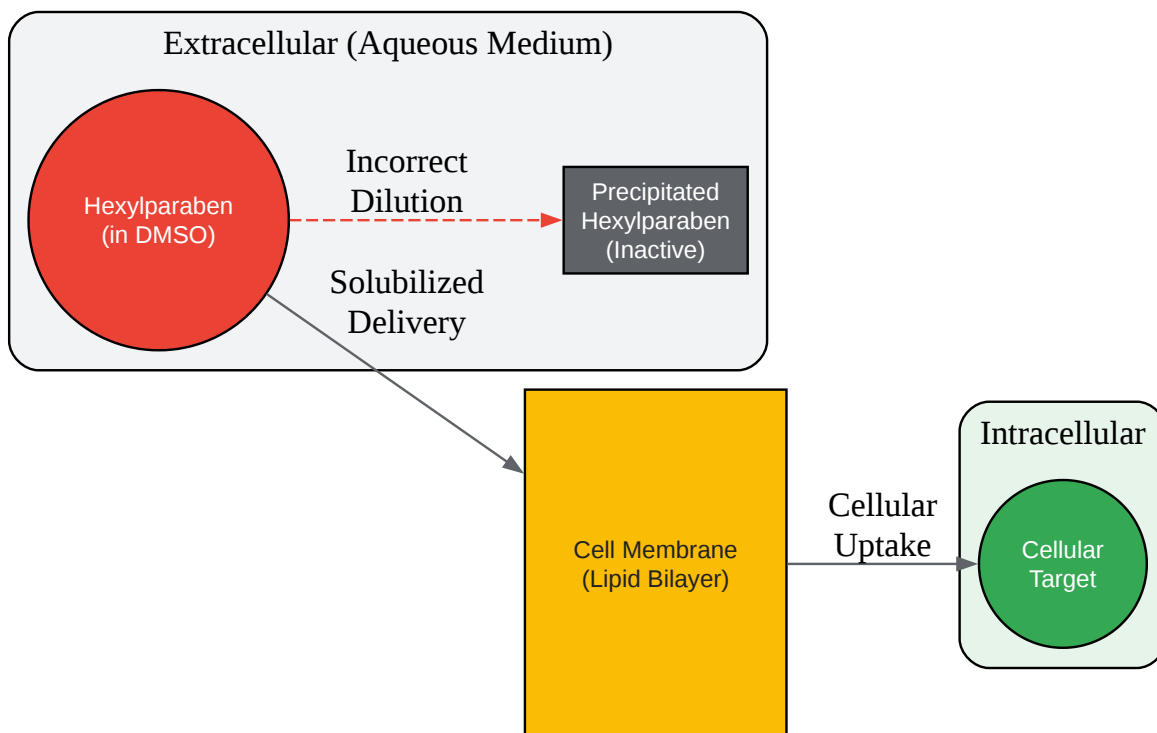 Extracellular (Aqueous Medium)
Hexylparaben
(in DMSO)
Incorrect
Dilution
Precipitated
Hexylparaben
(Inactive)
Solubilized
Delivery
Cell Membrane
(Lipid Bilayer)
Cellular
Uptake
Intracellular
Cellular
Target